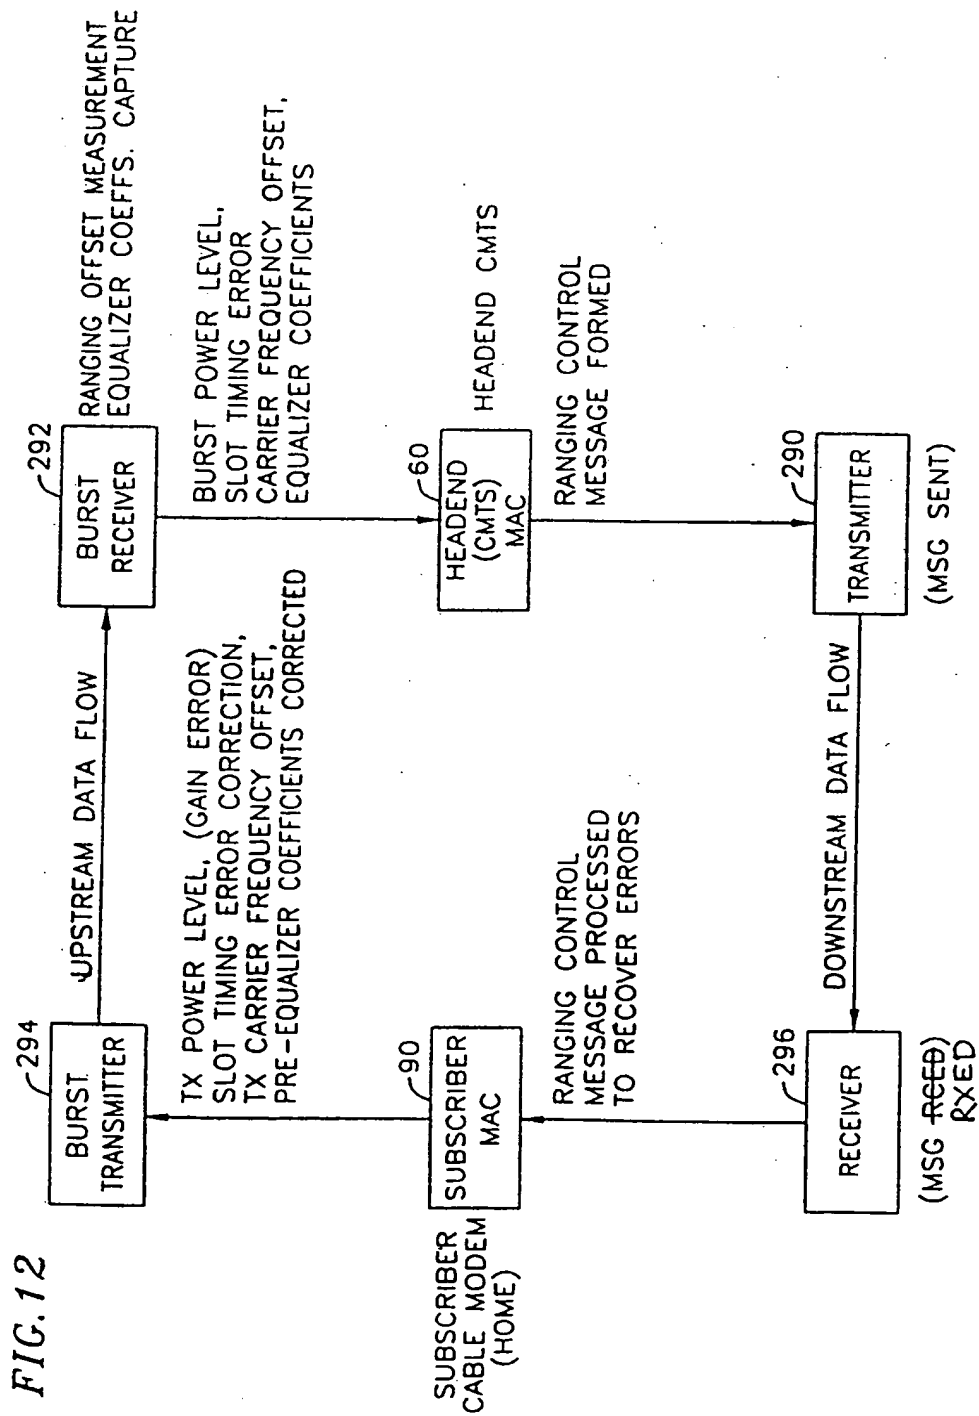 FIG. 12
294
BURST
TRANSMITTER
UPSTREAM DATA FLOW
292
BURST
RECEIVER
RANGING OFFSET MEASUREMENT
EQUALIZER COEFFS. CAPTURE
TX POWER LEVEL, (GAIN ERROR)
SLOT TIMING ERROR CORRECTION,
TX CARRIER FREQUENCY OFFSET,
PRE-EQUALIZER COEFFICIENTS CORRECTED
BURST POWER LEVEL,
SLOT TIMING ERROR
CARRIER FREQUENCY OFFSET,
EQUALIZER COEFFICIENTS
SUBSCRIBER
CABLE MODEM
(HOME)
90
SUBSCRIBER
MAC
60
HEADEND
(CMTS)
MAC
HEADEND CMTS
RANGING CONTROL
MESSAGE PROCESSED
TO RECOVER ERRORS
RANGING CONTROL
MESSAGE FORMED
296
RECEIVER
(MSG RCED)
RXED
DOWNSTREAM DATA FLOW
290
TRANSMITTER
(MSG SENT)